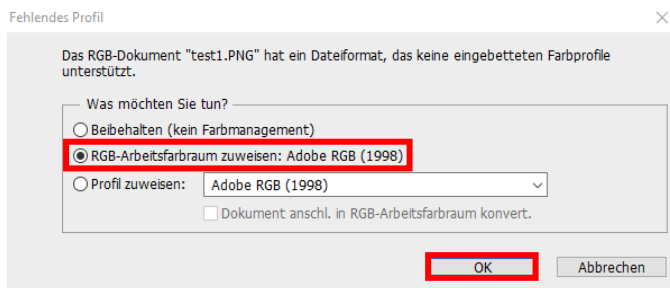 Fehlendes Profil
Das RGB-Dokument "test1.PNG" hat ein Dateiformat, das keine eingebetteten Farbprofile
unterstützt.
Was möchten Sie tun?
Beibehalten (kein Farbmanagement)
RGB-Arbeitsfarbraum zuweisen: Adobe RGB (1998)
Profil zuweisen: Adobe RGB (1998)
Dokument anschl. in RGB-Arbeitsfarbraum konvert.
OK Abbrechen